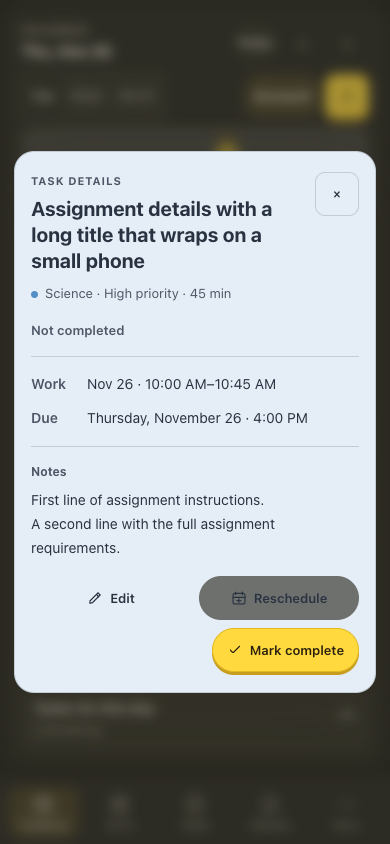 TASK DETAILS
×
Assignment details with a
long title that wraps on a
small phone
Science · High priority · 45 min
Not completed
Work Nov 26 · 10:00 AM–10:45 AM
Due Thursday, November 26 · 4:00 PM
Notes
First line of assignment instructions.
A second line with the full assignment
requirements.
Edit Reschedule
Mark complete